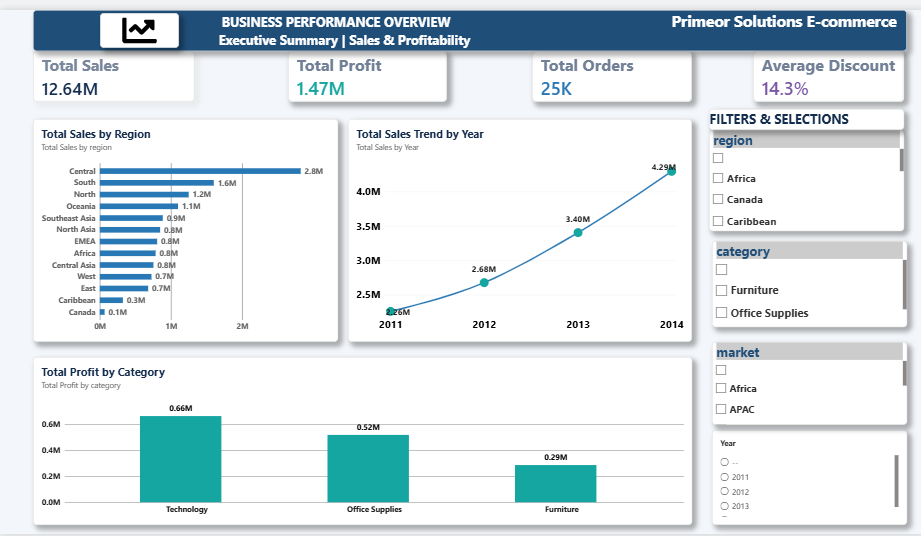 BUSINESS PERFORMANCE OVERVIEW
Executive Summary | Sales & Profitability
Primeor Solutions E-commerce
Total Sales
12.64M
Total Profit
1.47M
Total Orders
25K
Average Discount
14.3%
Total Sales by Region
Total Sales by region
Central 2.8M
South 1.6M
North 1.2M
Oceania 1.1M
Southeast Asia 0.9M
North Asia 0.8M
EMEA 0.8M
Africa 0.8M
Central Asia 0.8M
West 0.7M
East 0.7M
Caribbean 0.3M
Canada 0.1M
0M 1M 2M
Total Sales Trend by Year
Total Sales by Year
4.29M
4.0M
3.5M
3.40M
3.0M
2.68M
2.5M
2.26M
2011 2012 2013 2014
FILTERS & SELECTIONS
region
Africa
Canada
Caribbean
category
Furniture
Office Supplies
market
Africa
APAC
Year
--
2011
2012
2013
Total Profit by Category
Total Profit by category
0.66M
0.52M
0.29M
0.6M
0.4M
0.2M
0.0M
Technology Office Supplies Furniture